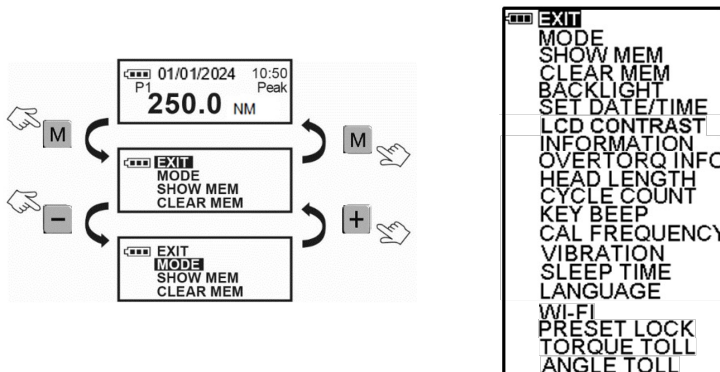 01/01/2024 10:50
P1 Peak
250.0 NM
M
M
EXIT
MODE
SHOW MEM
CLEAR MEM
-
+
EXIT
MODE
SHOW MEM
CLEAR MEM
EXIT
MODE
SHOW MEM
CLEAR MEM
BACKLIGHT
SET DATE/TIME
LCD CONTRAST
INFORMATION
OVERTORQ INFO
HEAD LENGTH
CYCLE COUNT
KEY BEEP
CAL FREQUENCY
VIBRATION
SLEEP TIME
LANGUAGE
WI-FI
PRESET LOCK
TORQUE TOLL
ANGLE TOLL